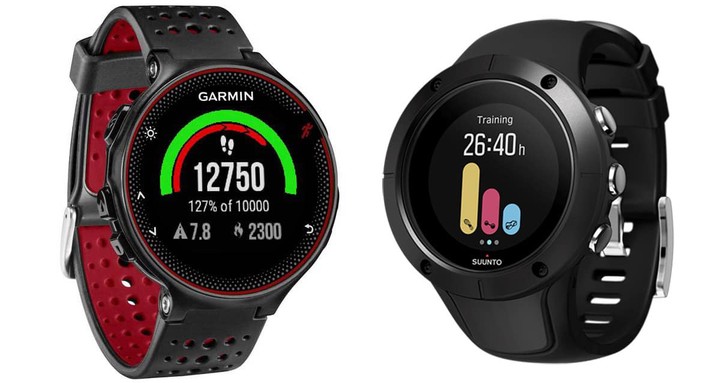 GARMIN
12750
127% of 10000
7.8 2300
Training
26:40h
SUUNTO